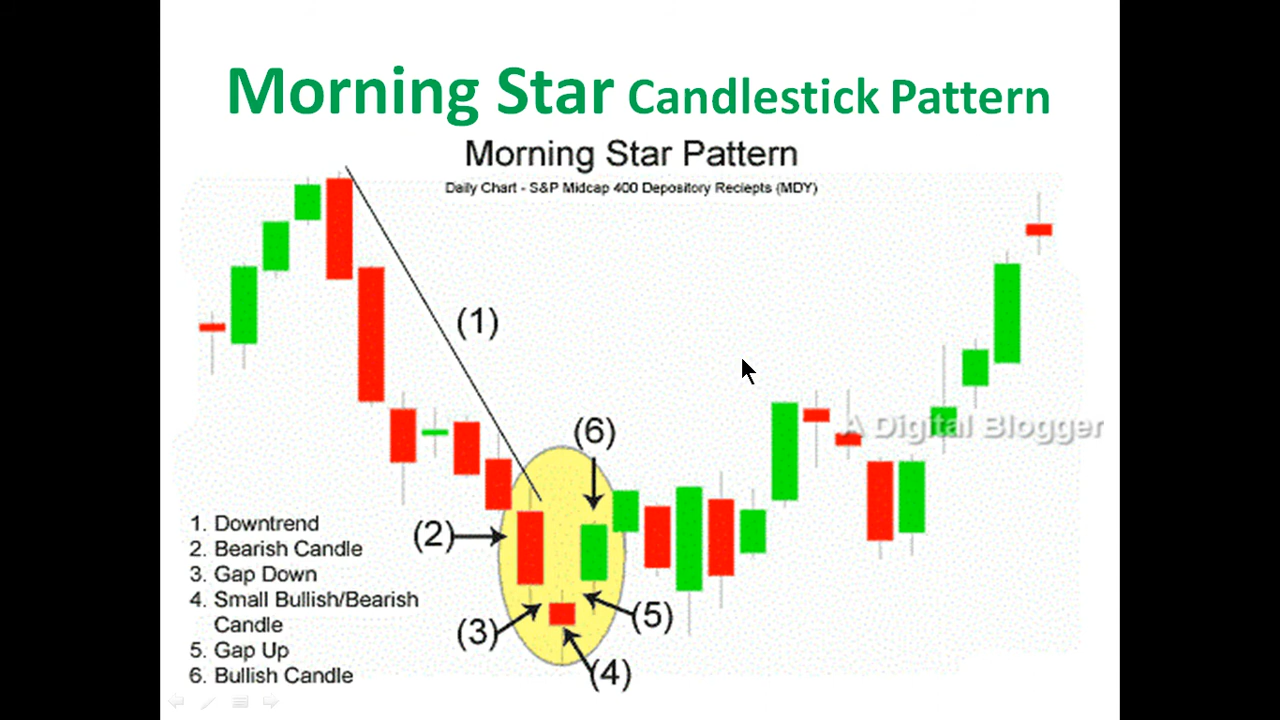 Morning Star Candlestick Pattern
Morning Star Pattern
Daily Chart - S&P Midcap 400 Depository Reciepts (MDY)
(1)
(6)
A Digital Blogger
(2)
(5)
(3)
(4)
1. Downtrend
2. Bearish Candle
3. Gap Down
4. Small Bullish/Bearish
Candle
5. Gap Up
6. Bullish Candle